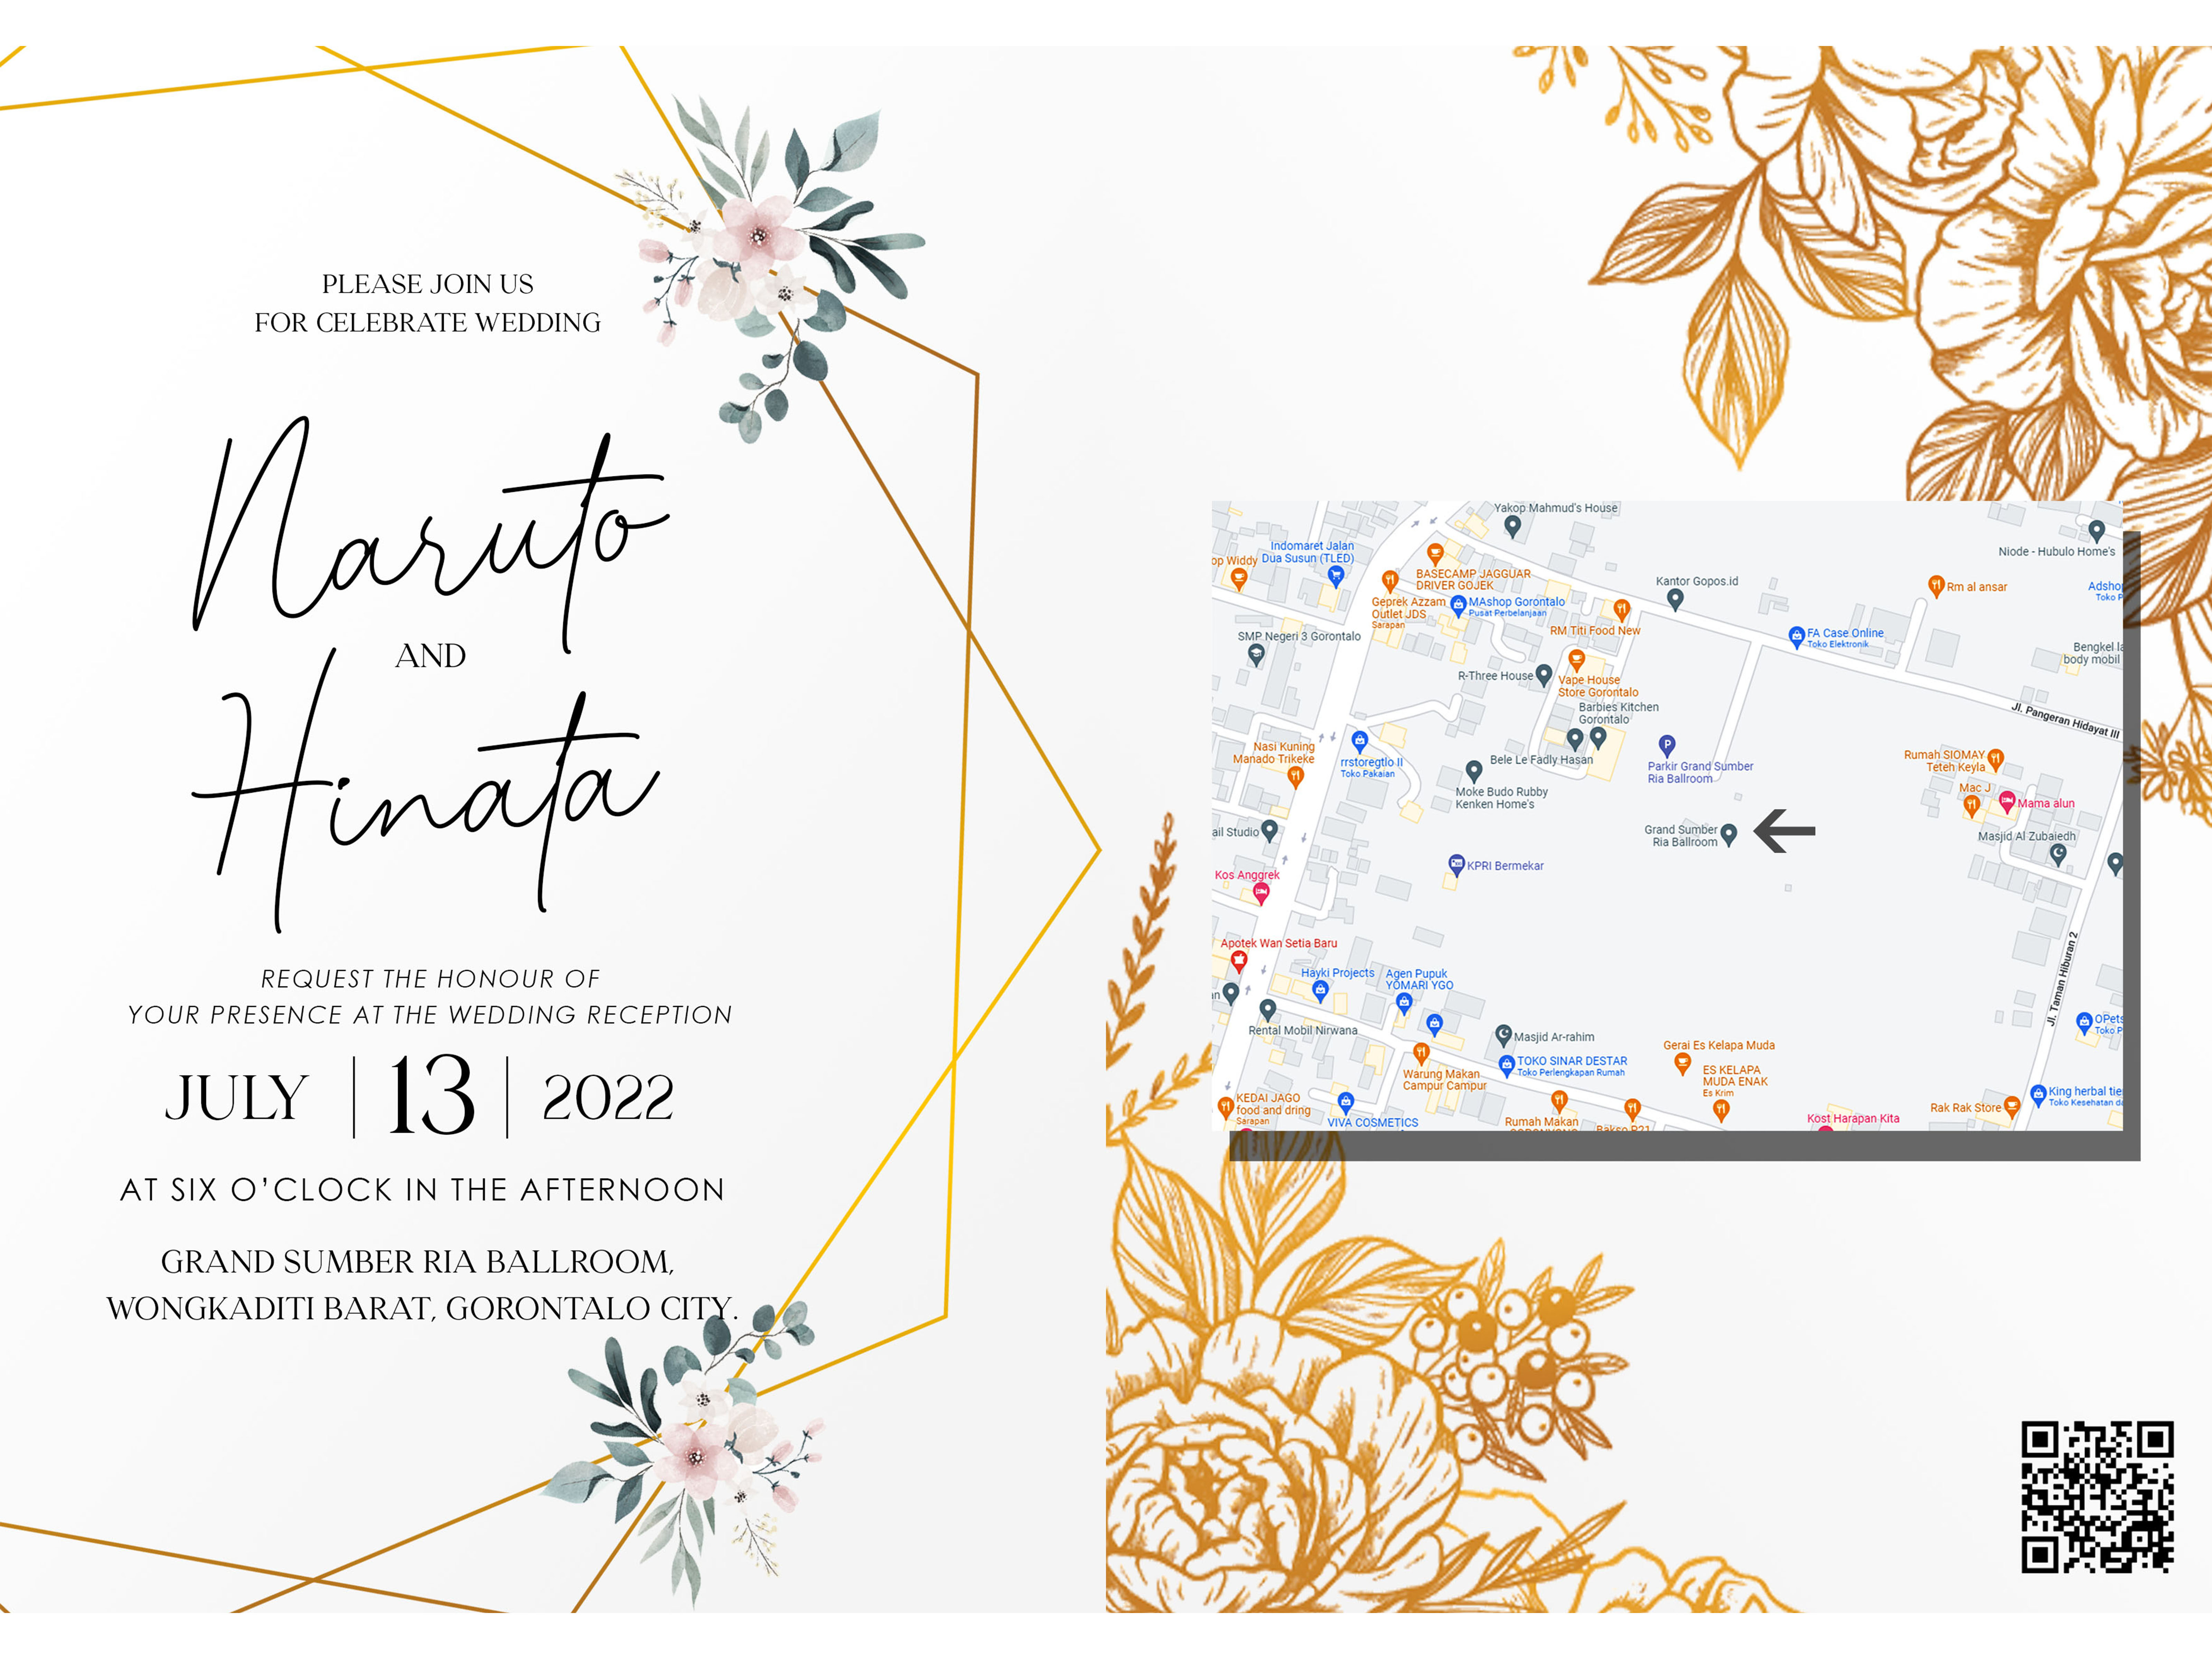 PLEASE JOIN US
FOR CELEBRATE WEDDING
Naruto
AND
Hinata
REQUEST THE HONOUR OF
YOUR PRESENCE AT THE WEDDING RECEPTION
JULY | 13 | 2022
AT SIX O'CLOCK IN THE AFTERNOON
GRAND SUMBER RIA BALLROOM,
WONGKADITI BARAT, GORONTALO CITY.
Yakop Mahmud's House
Indomaret Jalan
Dua Susun (TLED)
op Widdy
BASECAMP JAGGUAR
DRIVER GOJEK
Geprek Azzam
Outlet JDS
Sarapan
MAshop Gorontalo
Pusat Perbelanjaan
SMP Negeri 3 Gorontalo
RM Titi Food New
Kantor Gopos.id
Niode - Hubulo Home's
Rm al ansar
Adshop
Toko P
FA Case Online
Toko Elektronik
Bengkel la
body mobil
R-Three House
Vape House
Store Gorontalo
Barbies Kitchen
Gorontalo
Jl. Pangeran Hidayat III
Nasi Kuning
Manado Trikeke
rrstoregtlo II
Toko Pakaian
Bele Le Fadly Hasan
Parkir Grand Sumber
Ria Ballroom
Rumah SIOMAY
Teteh Keyla
Moke Budo Rubby
Kenken Home's
Mac J
Mama alun
ail Studio
Grand Sumber
Ria Ballroom
Masjid Al Zubaiedh
KPRI Bermekar
Kos Anggrek
Apotek Wan Setia Baru
Hayki Projects
Agen Pupuk
YOMARI YGO
Jl. Taman Hiburan 2
an
Rental Mobil Nirwana
Masjid Ar-rahim
OPets
Toko P
Warung Makan
Campur Campur
TOKO SINAR DESTAR
Toko Perlengkapan Rumah
Gerai Es Kelapa Muda
ES KELAPA
MUDA ENAK
Es Krim
KEDAI JAGO
food and dring
Sarapan
VIVA COSMETICS
Rumah Makan
Bakso P21
Kost Harapan Kita
Rak Rak Store
King herbal tie
Toko Kesehatan da